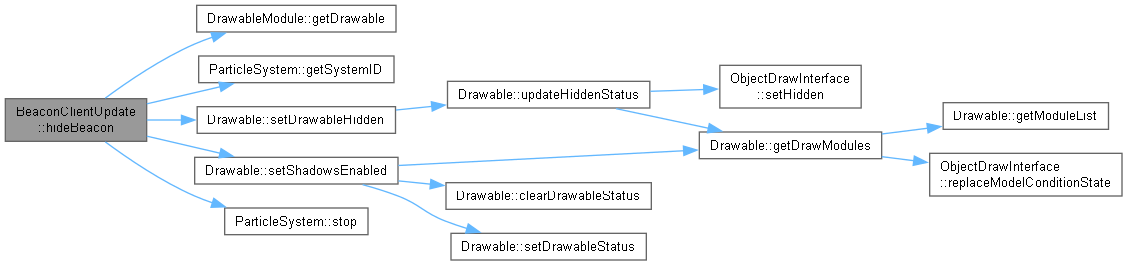 BeaconClientUpdate
::hideBeacon
DrawableModule::getDrawable
ParticleSystem::getSystemID
Drawable::setDrawableHidden
Drawable::setShadowsEnabled
ParticleSystem::stop
Drawable::updateHiddenStatus
Drawable::clearDrawableStatus
Drawable::setDrawableStatus
ObjectDrawInterface
::setHidden
Drawable::getDrawModules
Drawable::getModuleList
ObjectDrawInterface
::replaceModelConditionState